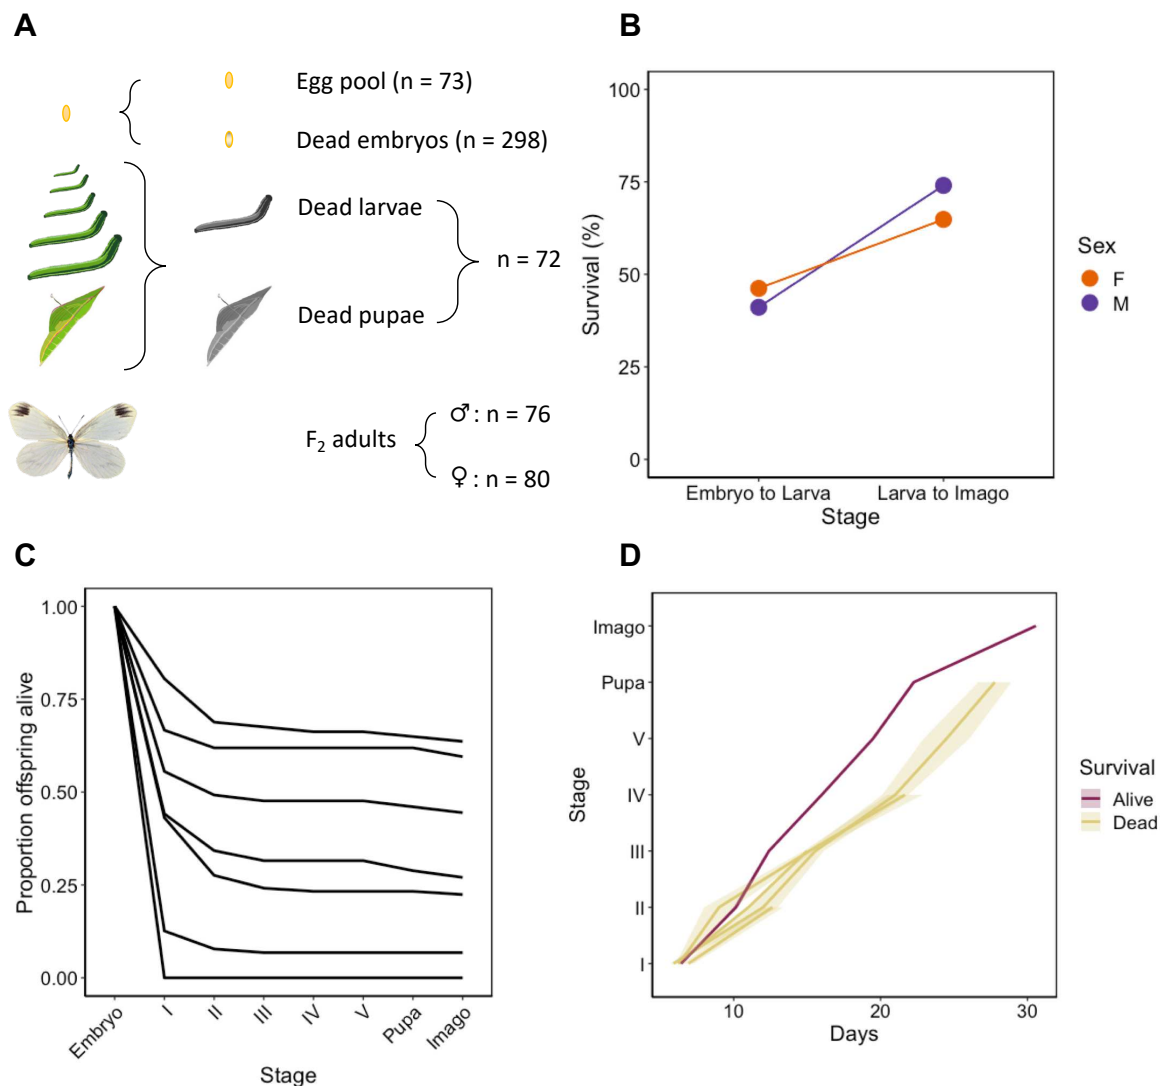 A
Egg pool (n = 73)
Dead embryos (n = 298)
Dead larvae
n = 72
Dead pupae
F2 adults
♂: n = 76
♀: n = 80
B
100
75
50
25
0
Survival (%)
Embryo to Larva
Larva to Imago
Stage
Sex
F
M
C
1.00
0.75
0.50
0.25
0.00
Proportion offspring alive
Embryo
I
II
III
IV
V
Pupa
Imago
Stage
D
Imago
Pupa
V
IV
III
II
I
Stage
10
20
30
Days
Survival
Alive
Dead